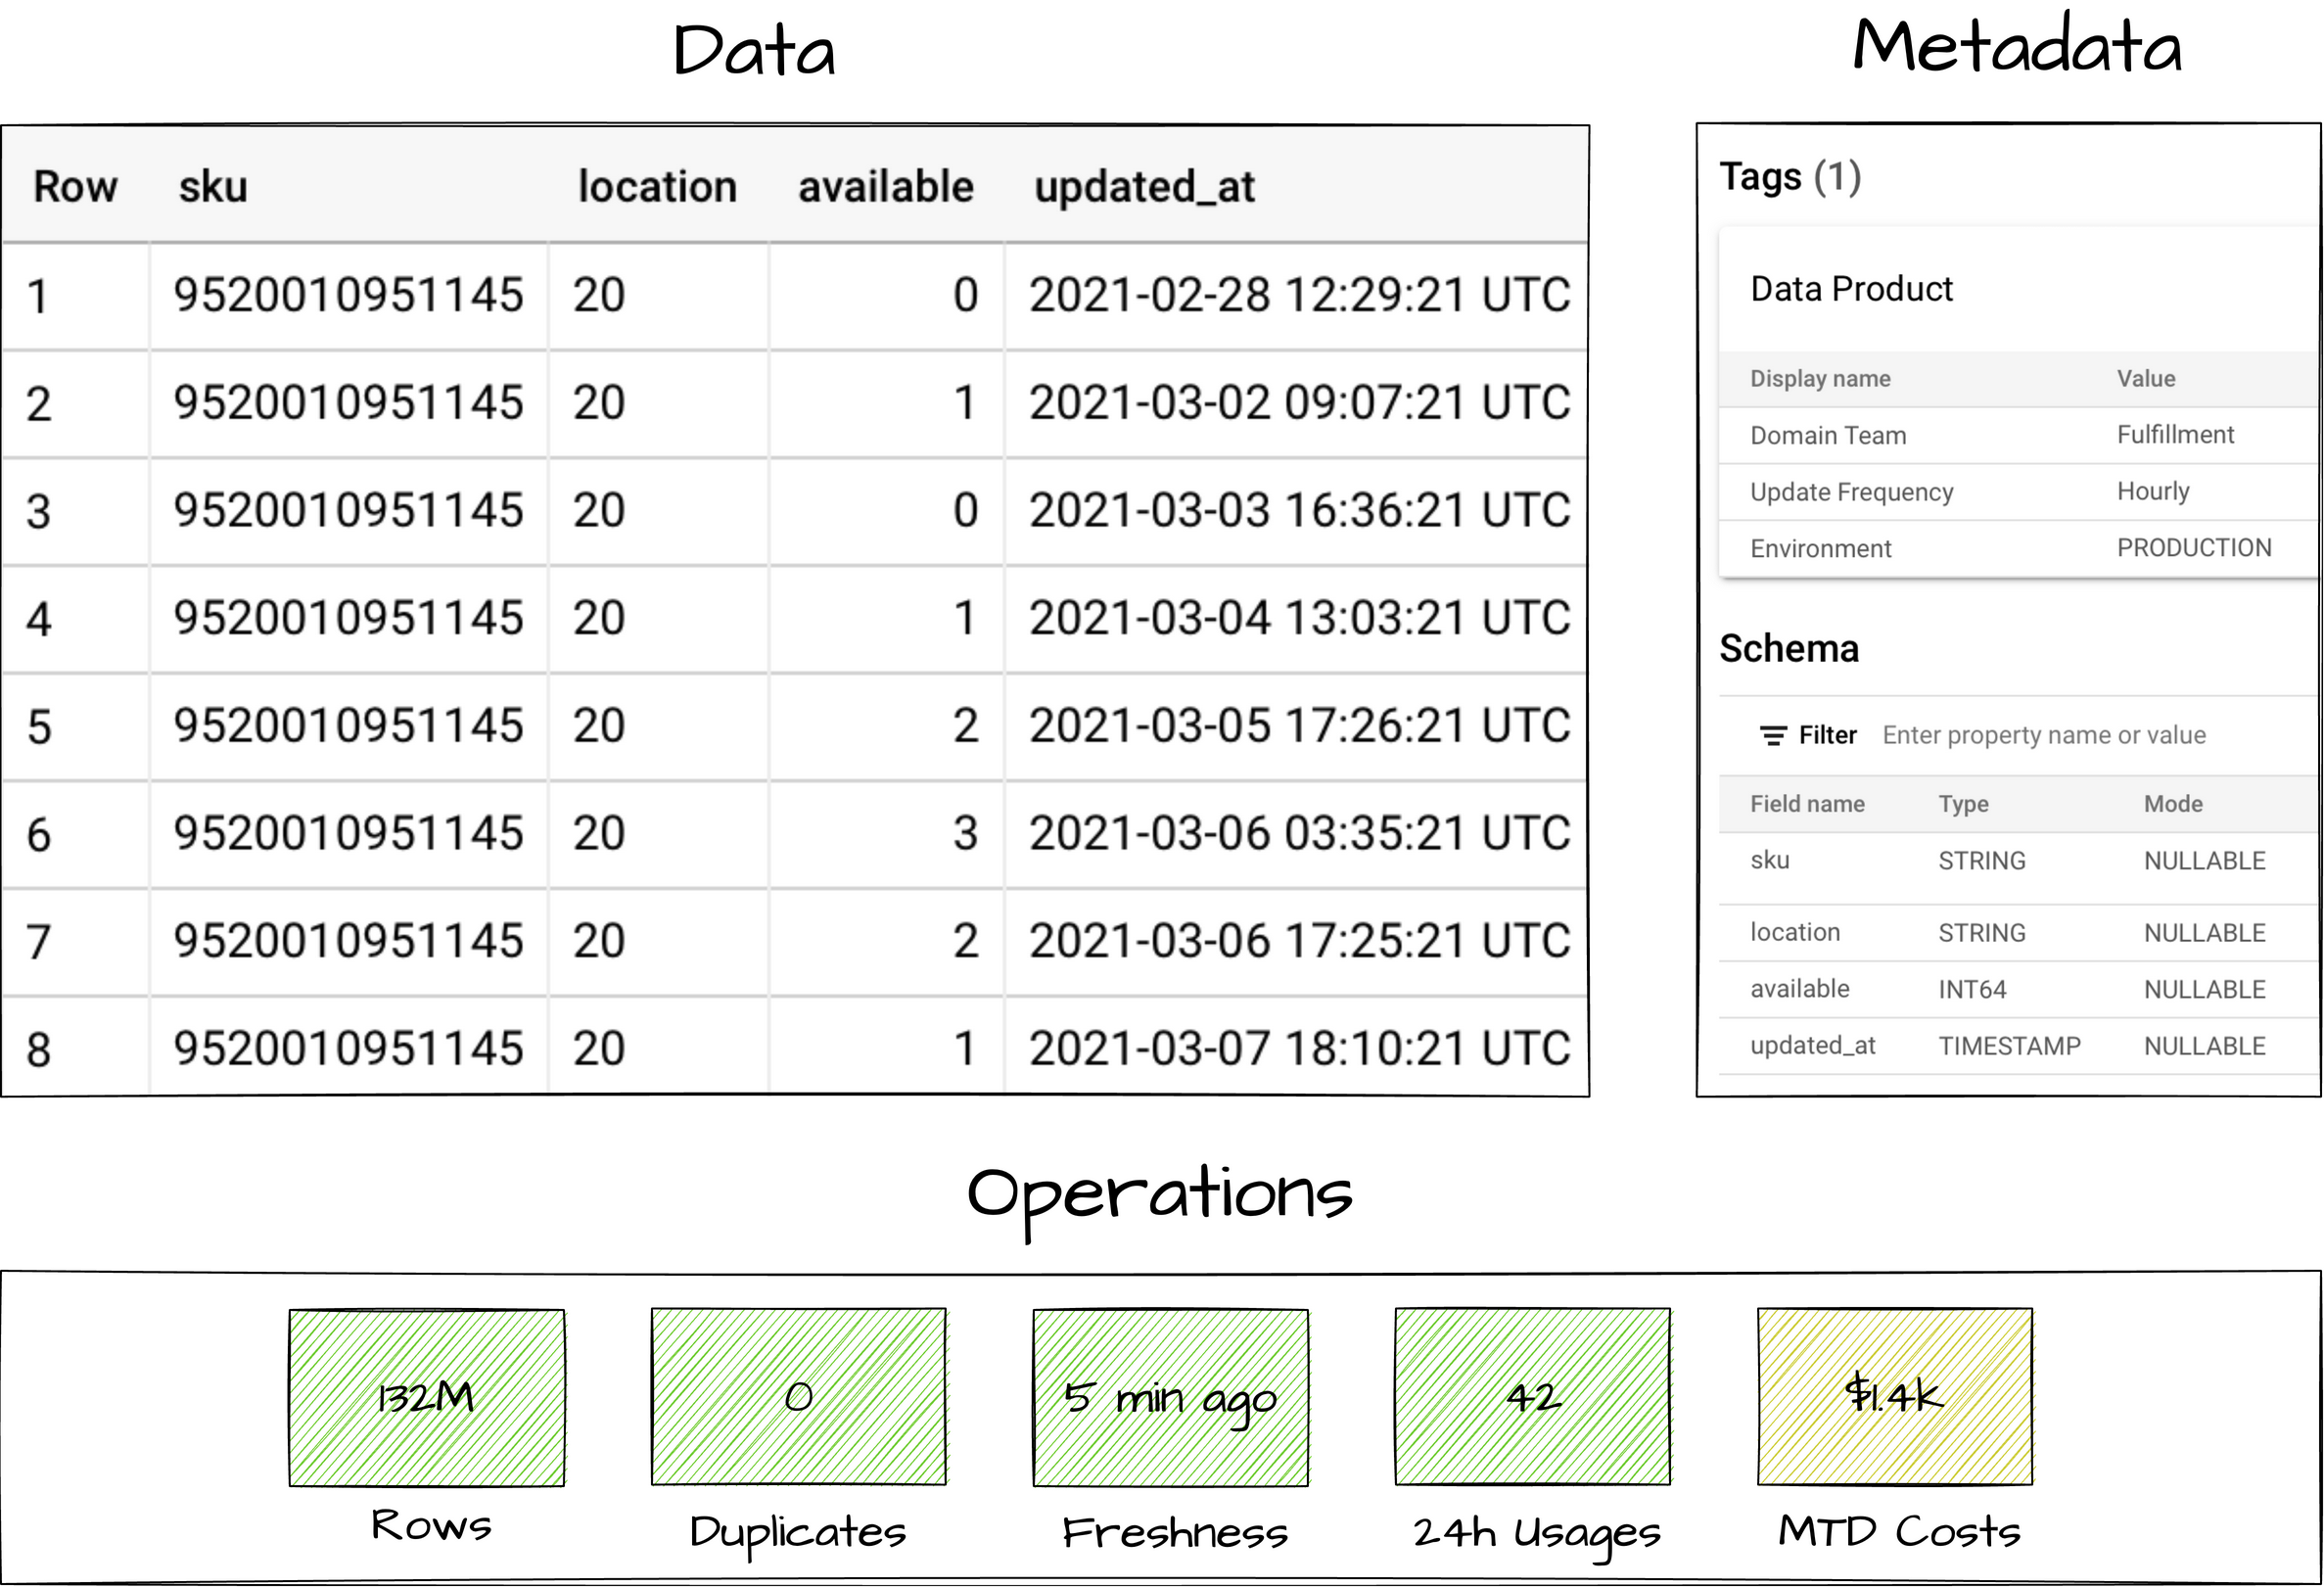 Data
Row sku location available updated_at
1 9520010951145 20 0 2021-02-28 12:29:21 UTC
2 9520010951145 20 1 2021-03-02 09:07:21 UTC
3 9520010951145 20 0 2021-03-03 16:36:21 UTC
4 9520010951145 20 1 2021-03-04 13:03:21 UTC
5 9520010951145 20 2 2021-03-05 17:26:21 UTC
6 9520010951145 20 3 2021-03-06 03:35:21 UTC
7 9520010951145 20 2 2021-03-06 17:25:21 UTC
8 9520010951145 20 1 2021-03-07 18:10:21 UTC
Metadata
Tags (1)
Data Product
Display name Value
Domain Team Fulfillment
Update Frequency Hourly
Environment PRODUCTION
Schema
Filter Enter property name or value
Field name Type Mode
sku STRING NULLABLE
location STRING NULLABLE
available INT64 NULLABLE
updated_at TIMESTAMP NULLABLE
Operations
132M 0 5 min ago 42 $1.4k
Rows Duplicates Freshness 24h Usages MTD Costs